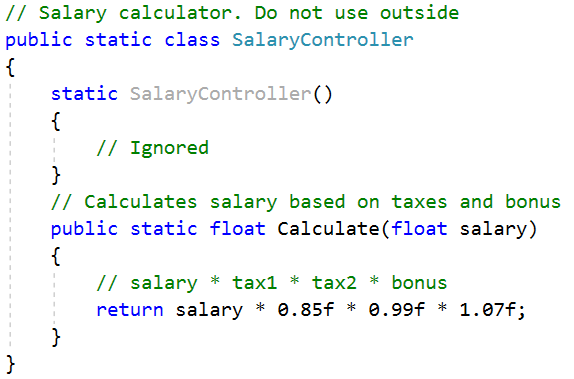 // Salary calculator. Do not use outside
public static class SalaryController
{
    static SalaryController()
    {
        // Ignored
    }
    // Calculates salary based on taxes and bonus
    public static float Calculate(float salary)
    {
        // salary * tax1 * tax2 * bonus
        return salary * 0.85f * 0.99f * 1.07f;
    }
}